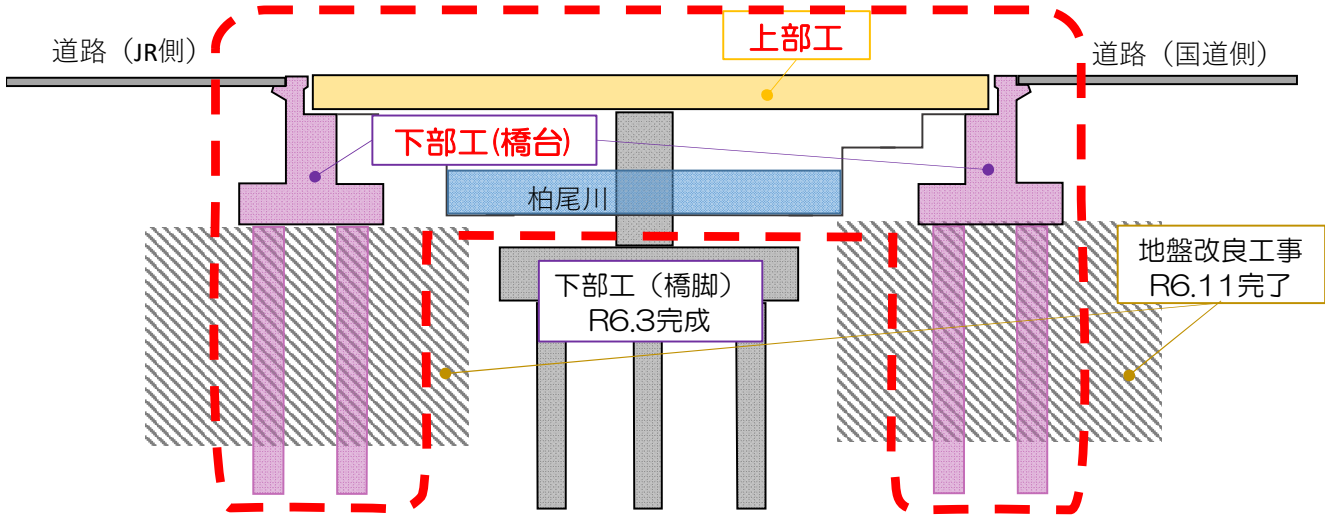 上部工
道路（JR側）
道路（国道側）
下部工(橋台)
柏尾川
地盤改良工事
R6.11完了
下部工（橋脚）
R6.3完成